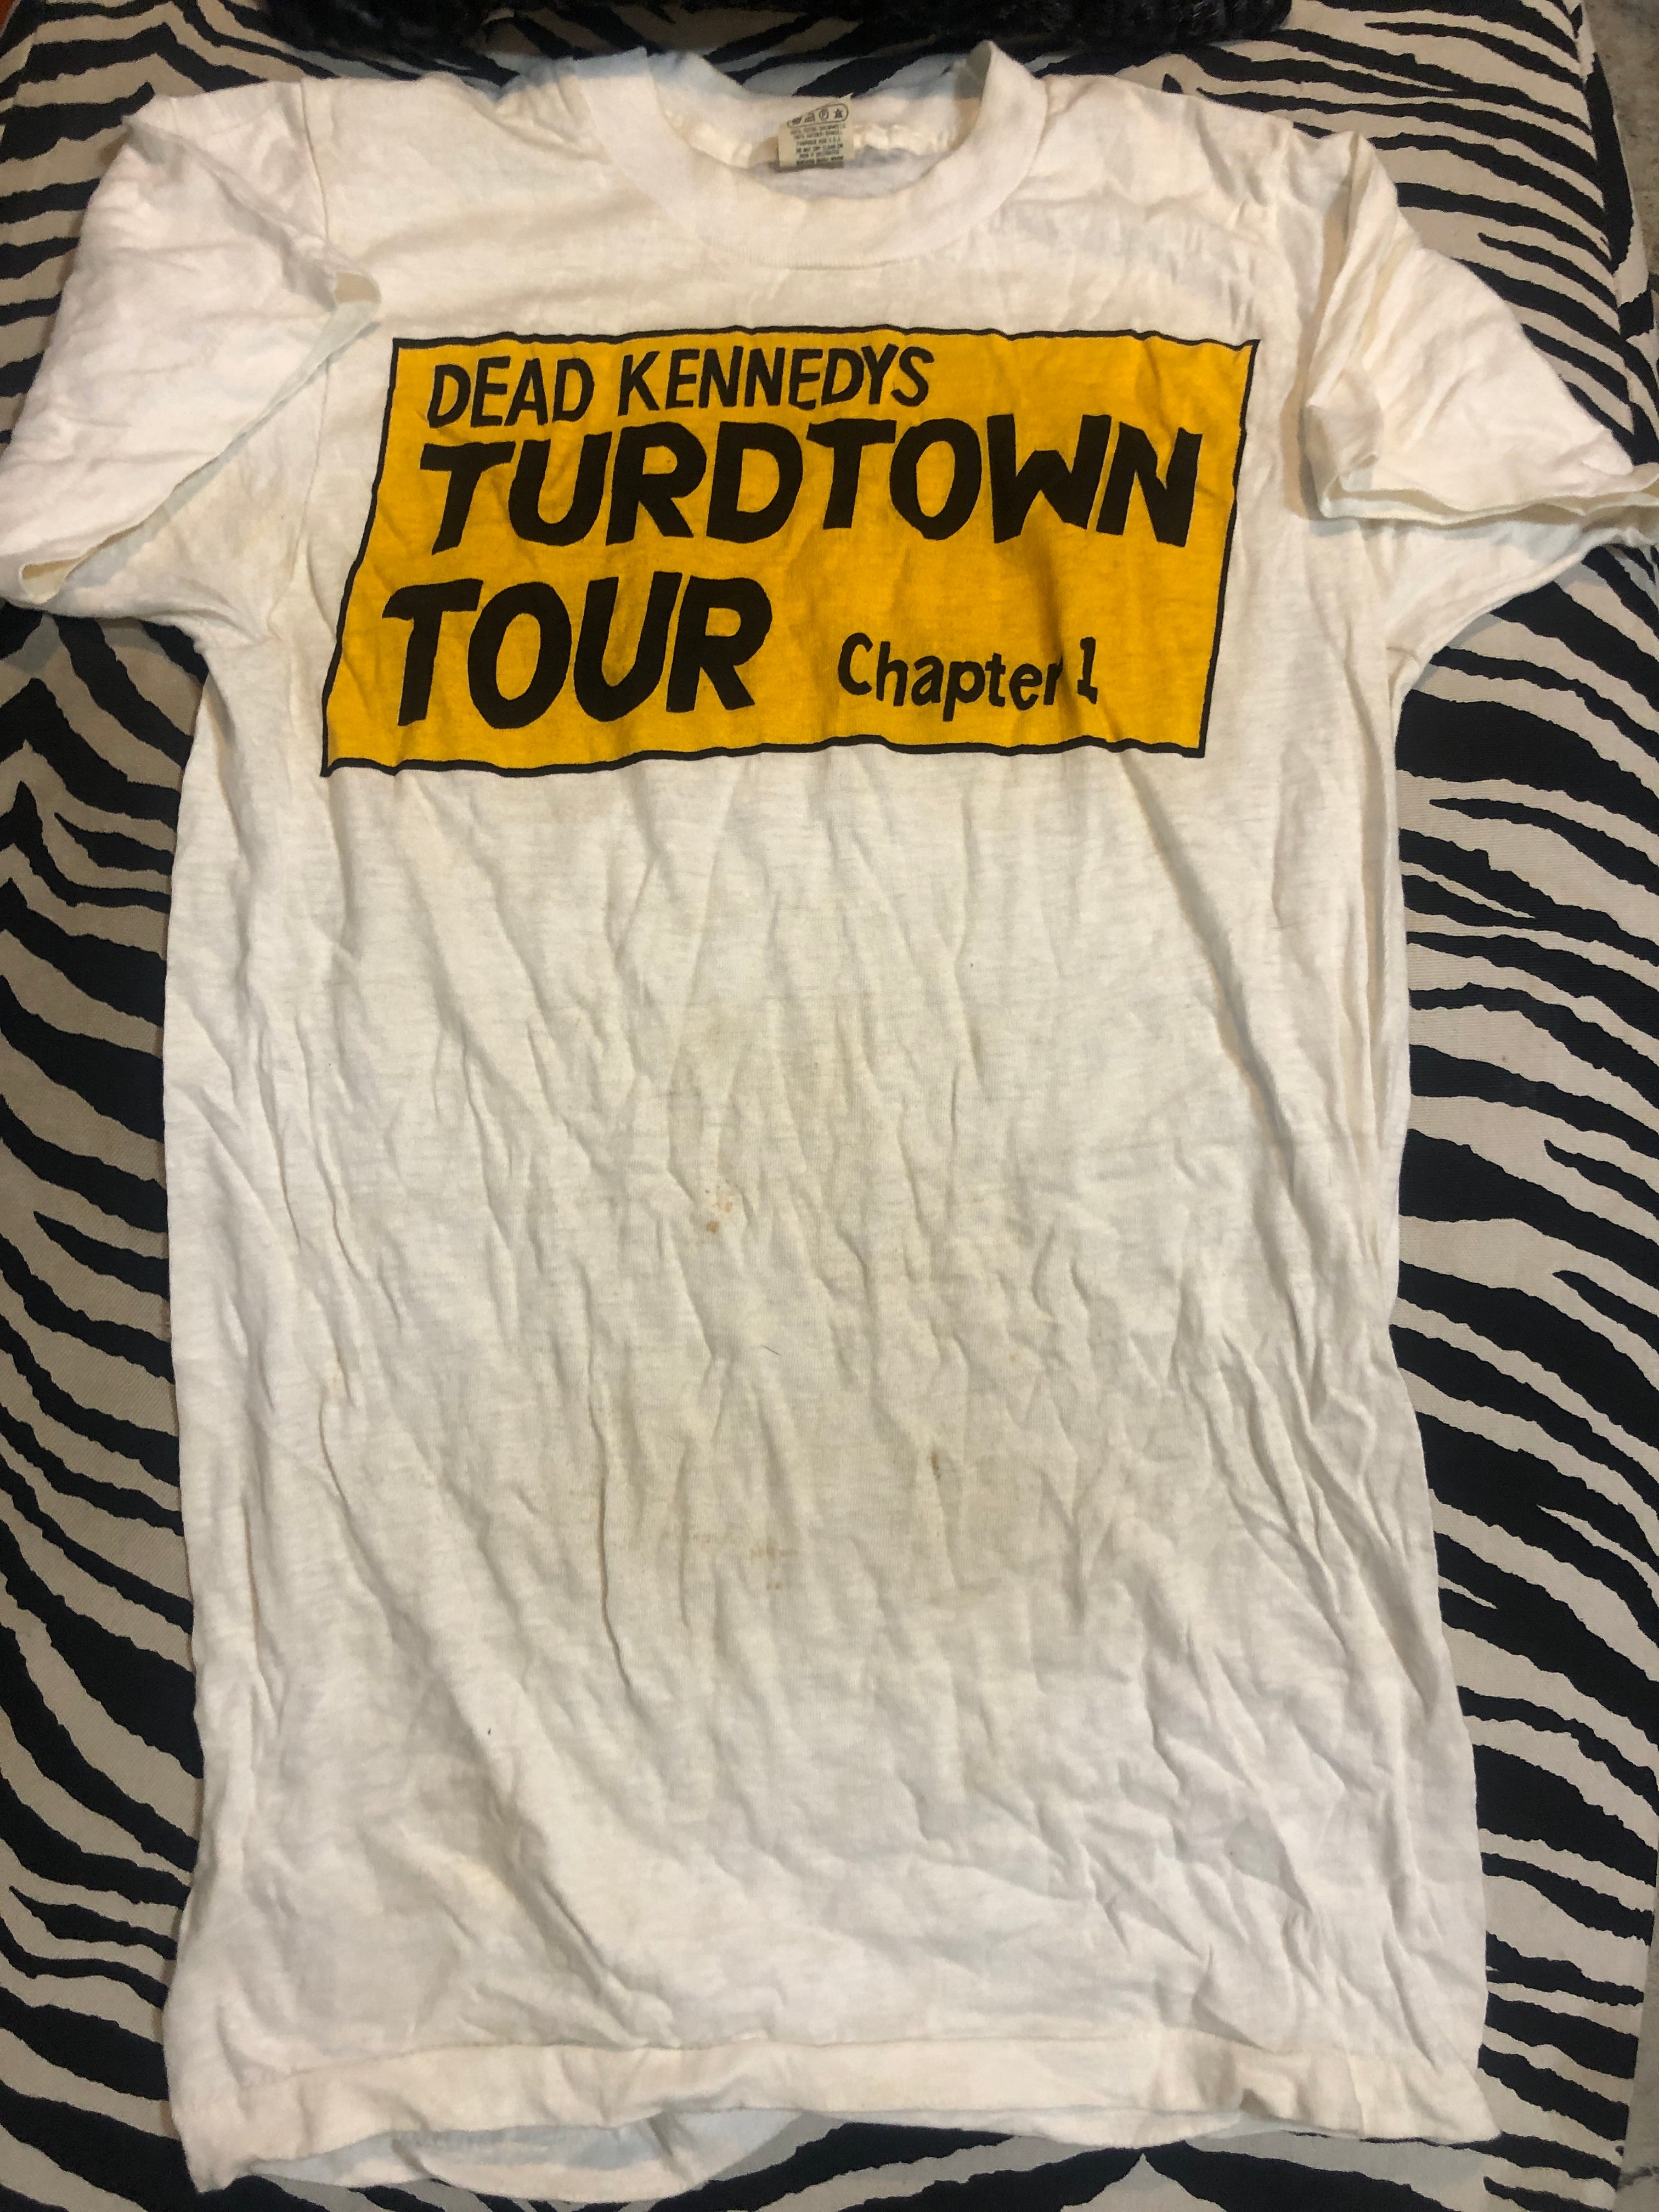 DEAD KENNEDYS
TURDTOWN
TOUR Chapter 1